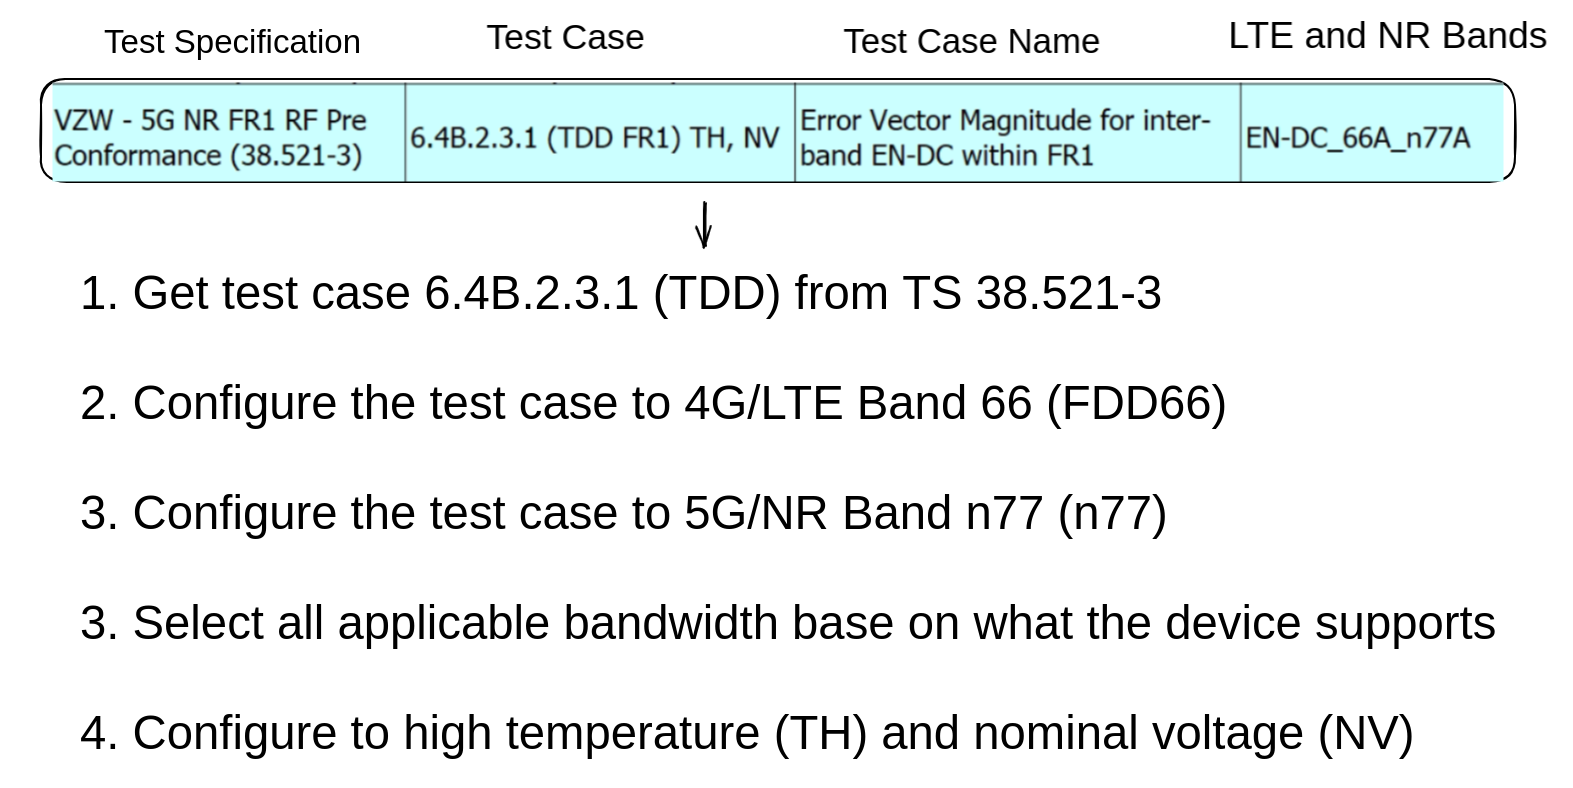 Test Specification
Test Case
Test Case Name
LTE and NR Bands
VZW - 5G NR FR1 RF Pre
Conformance (38.521-3)
6.4B.2.3.1 (TDD FR1) TH, NV
Error Vector Magnitude for inter-
band EN-DC within FR1
EN-DC_66A_n77A
1. Get test case 6.4B.2.3.1 (TDD) from TS 38.521-3
2. Configure the test case to 4G/LTE Band 66 (FDD66)
3. Configure the test case to 5G/NR Band n77 (n77)
3. Select all applicable bandwidth base on what the device supports
4. Configure to high temperature (TH) and nominal voltage (NV)